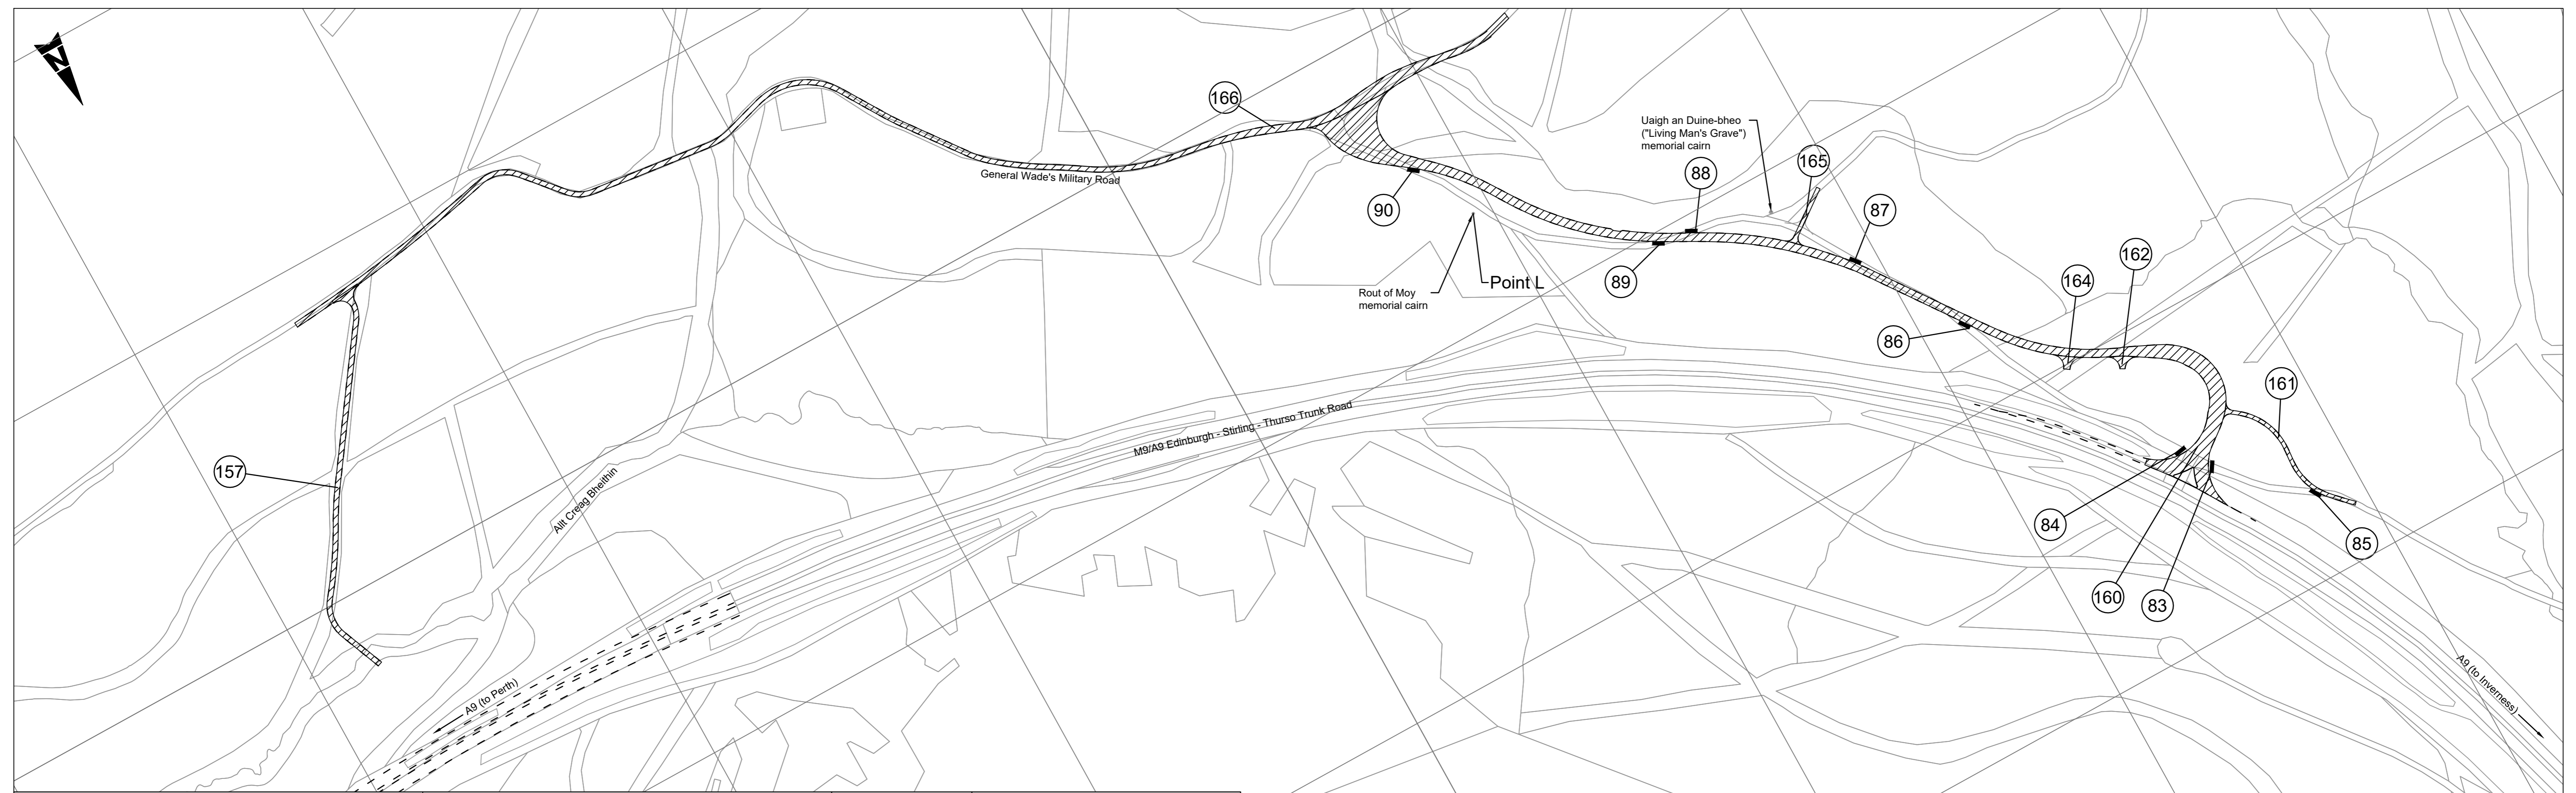 N
166
Uaigh an Duine-bheo
("Living Man's Grave")
memorial cairn
165
88
General Wade's Military Road
90
87
89
Point L
Rout of Moy
memorial cairn
162
164
86
161
M9/A9 Edinburgh - Stirling - Thurso Trunk Road
157
Allt Creag Bheithin
84
85
160
83
A9 (to Perth)
A9 (to Inverness)